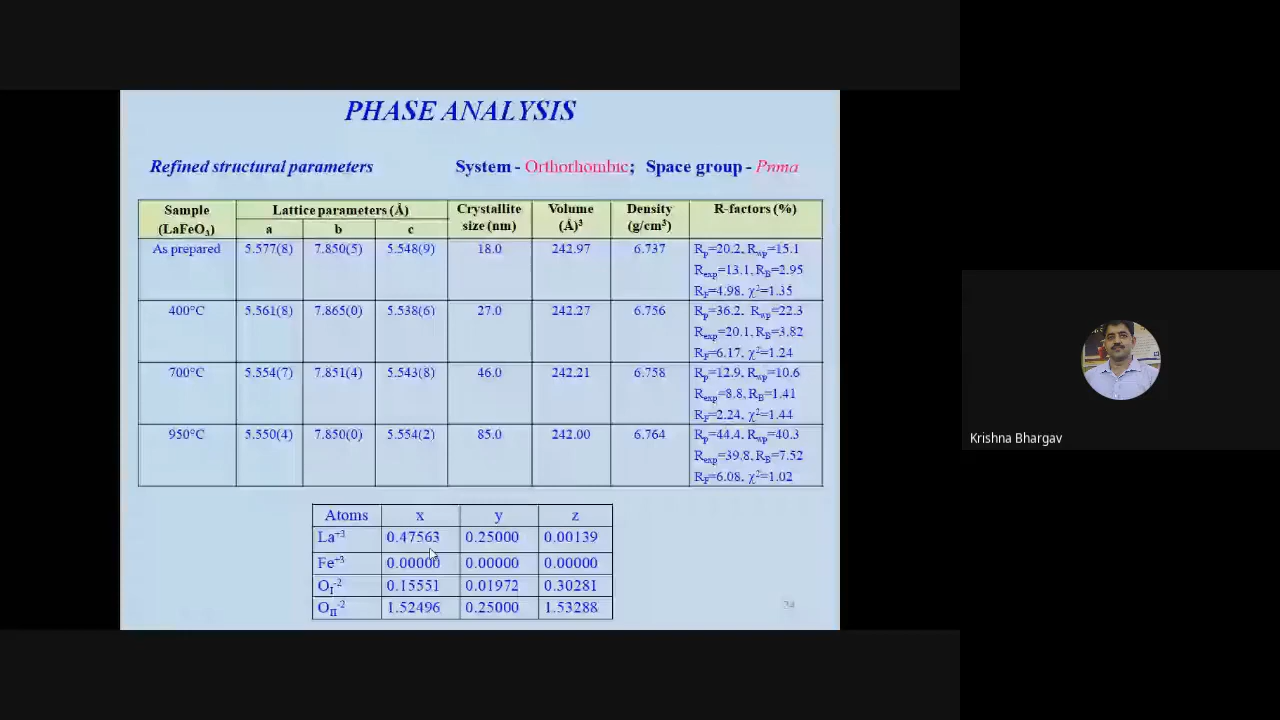 PHASE ANALYSIS
Refined structural parameters System - Orthorhombic; Space group - Pnma
Sample (LaFeO₃) Lattice parameters (Å) Crystallite size (nm) Volume (Å)³ Density (g/cm³) R-factors (%)
a b c
As prepared 5.577(8) 7.850(5) 5.548(9) 18.0 242.97 6.737 Rp=20.2, Rwp=15.1
Rexp=13.1, RB=2.95
RF=4.98, χ²=1.35
400°C 5.561(8) 7.865(0) 5.538(6) 27.0 242.27 6.756 Rp=36.2, Rwp=22.3
Rexp=20.1, RB=3.82
RF=6.17, χ²=1.24
700°C 5.554(7) 7.851(4) 5.543(8) 46.0 242.21 6.758 Rp=12.9, Rwp=10.6
Rexp=8.8, RB=1.41
RF=2.24, χ²=1.44
950°C 5.550(4) 7.850(0) 5.554(2) 85.0 242.00 6.764 Rp=44.4, Rwp=40.3
Rexp=39.8, RB=7.52
RF=6.08, χ²=1.02
Atoms x y z
La⁺³ 0.47563 0.25000 0.00139
Fe⁺³ 0.00000 0.00000 0.00000
OI⁻² 0.15551 0.01972 0.30281
OII⁻² 1.52496 0.25000 1.53288
Krishna Bhargav